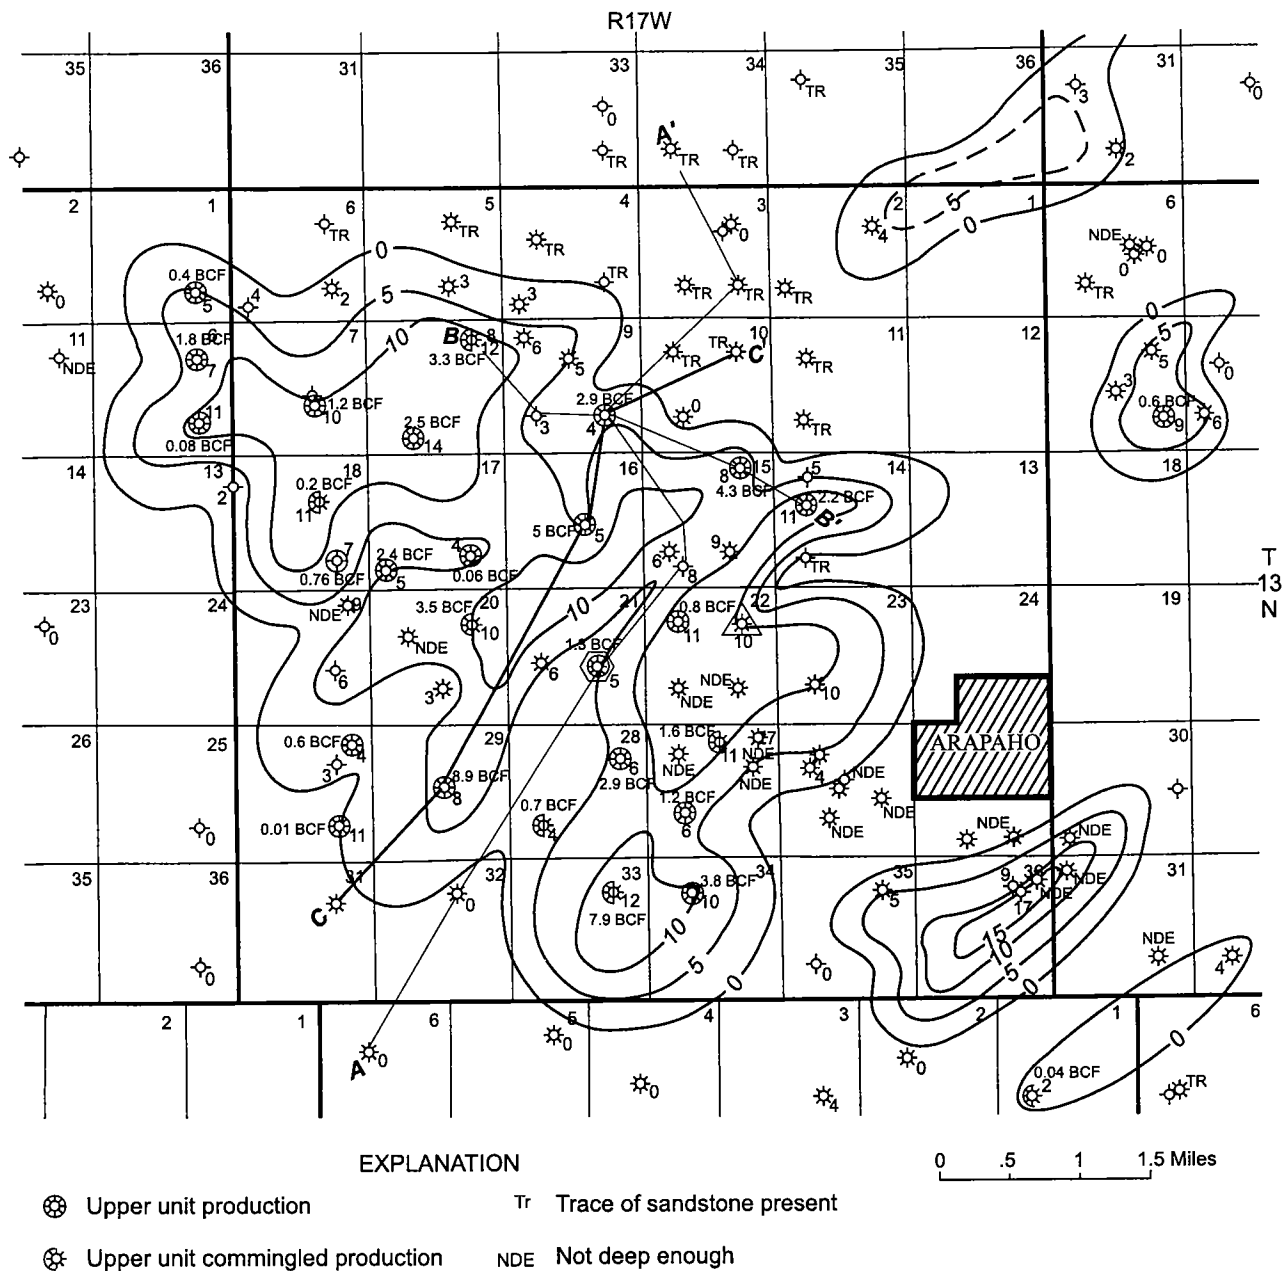 R17W
35 36 31 33 34 35 36 31
TR 3 0
0
A'
TR TR TR 2
2 1 6 5 4 3 2 1 6
5 0
TR TR TR 0 4 NDE
0 0
0.4 BCF TR
0 5 4 2 5 3 3 TR TR TR TR 0
11 6 7 B 8 9 10 11 12 5
1.8 BCF 10 12 6 TR TR C TR 5 0
NDE 7 3.3 BCF 5
11 1.2 BCF 2.9 BCF 0 3 0.6 BCF
10 2.5 BCF 3 4 TR 9 6
0.08 BCF 14
14 13 18 17 16 15 14 13 18
2 0.2 BCF 8 5
11 4.3 BCF 2.2 BCF
5 BCF 5 11 B'
7 2.4 BCF 4 9
0.76 BCF 5 0.06 BCF 6 8 TR
T
13
N
23 24 9 20 21 22 23 24 19
NDE 3.5 BCF 10 0.8 BCF
0 NDE 10 11 10
1.3 BCF
6 6 5 NDE
3 NDE 10
26 25 29 28 27 30
0.6 BCF 4 1.6 BCF 11 NDE ARAPAHO
3 6 NDE NDE 4 NDE
8.9 BCF 2.9 BCF
8 0.7 BCF 1.2 BCF NDE
0 0.01 BCF 11 4 6 NDE NDE NDE
35 36 31 32 33 34 35 36 31
3.8 BCF 9 NDE
C 0 12 10 5 17 NDE
7.9 BCF
10 15 NDE
10
0 5 0 5 4
0 0
2 1 6 5 4 3 2 1 6
A 0 0 0 0
0.04 BCF
0 4 2 TR
EXPLANATION
0 .5 1 1.5 Miles
Upper unit production
Tr Trace of sandstone present
Upper unit commingled production
NDE Not deep enough